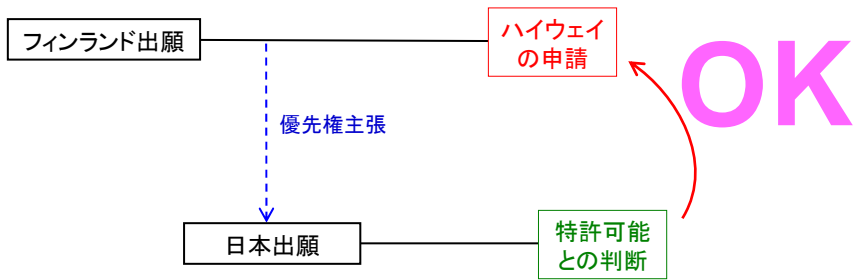 フィンランド出願
ハイウェイ
の申請
OK
優先権主張
日本出願
特許可能
との判断